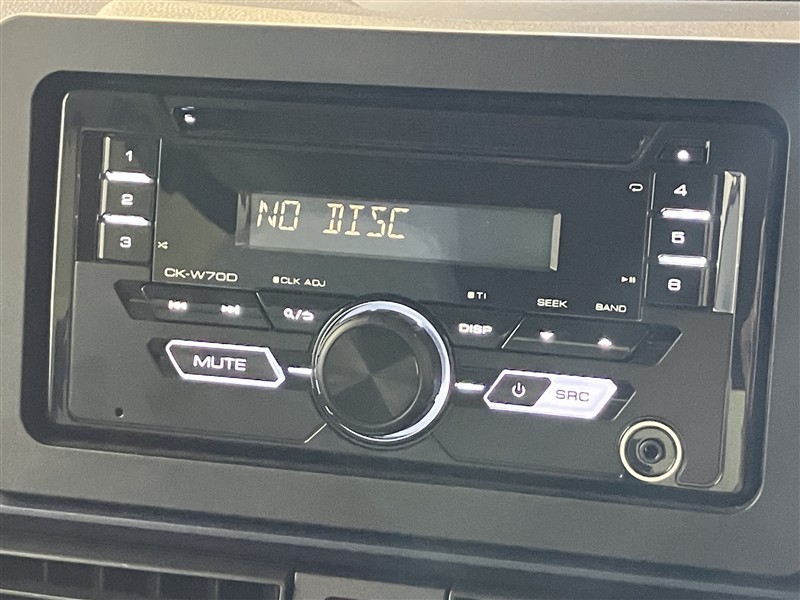 1
2
3
NO DISC
4
5
6
CK-W70D
CLK ADJ
TI
SEEK
BAND
DISP
MUTE
SRC